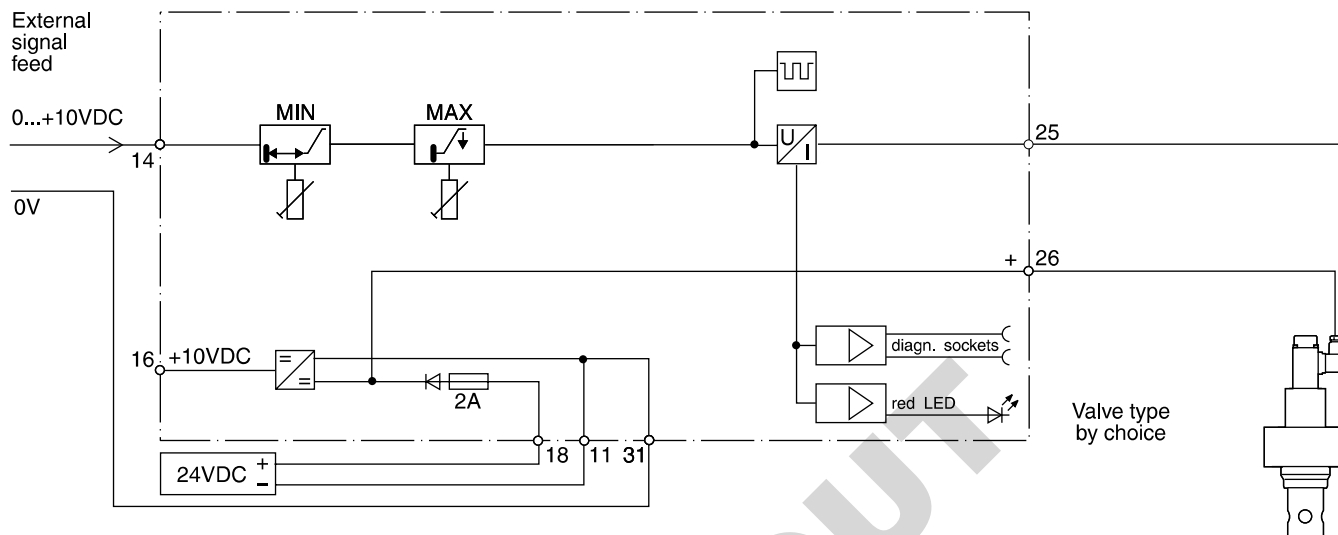 External
signal
feed
0...+10VDC
14
0V
MIN
MAX
U
I
25
+ 26
16 +10VDC
=
=
2A
diagn. sockets
red LED
18 11 31
24VDC + −
Valve type
by choice
OUT